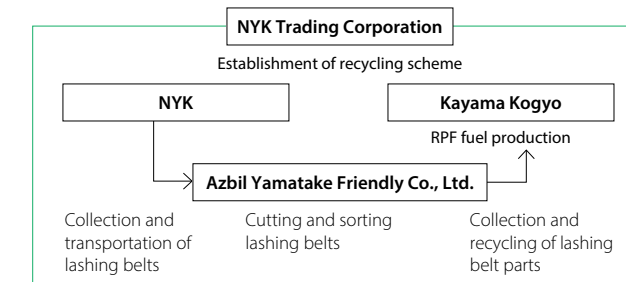 NYK Trading Corporation
Establishment of recycling scheme
NYK
Kayama Kogyo
RPF fuel production
Azbil Yamatake Friendly Co., Ltd.
Collection and
transportation of
lashing belts
Cutting and sorting
lashing belts
Collection and
recycling of lashing
belt parts